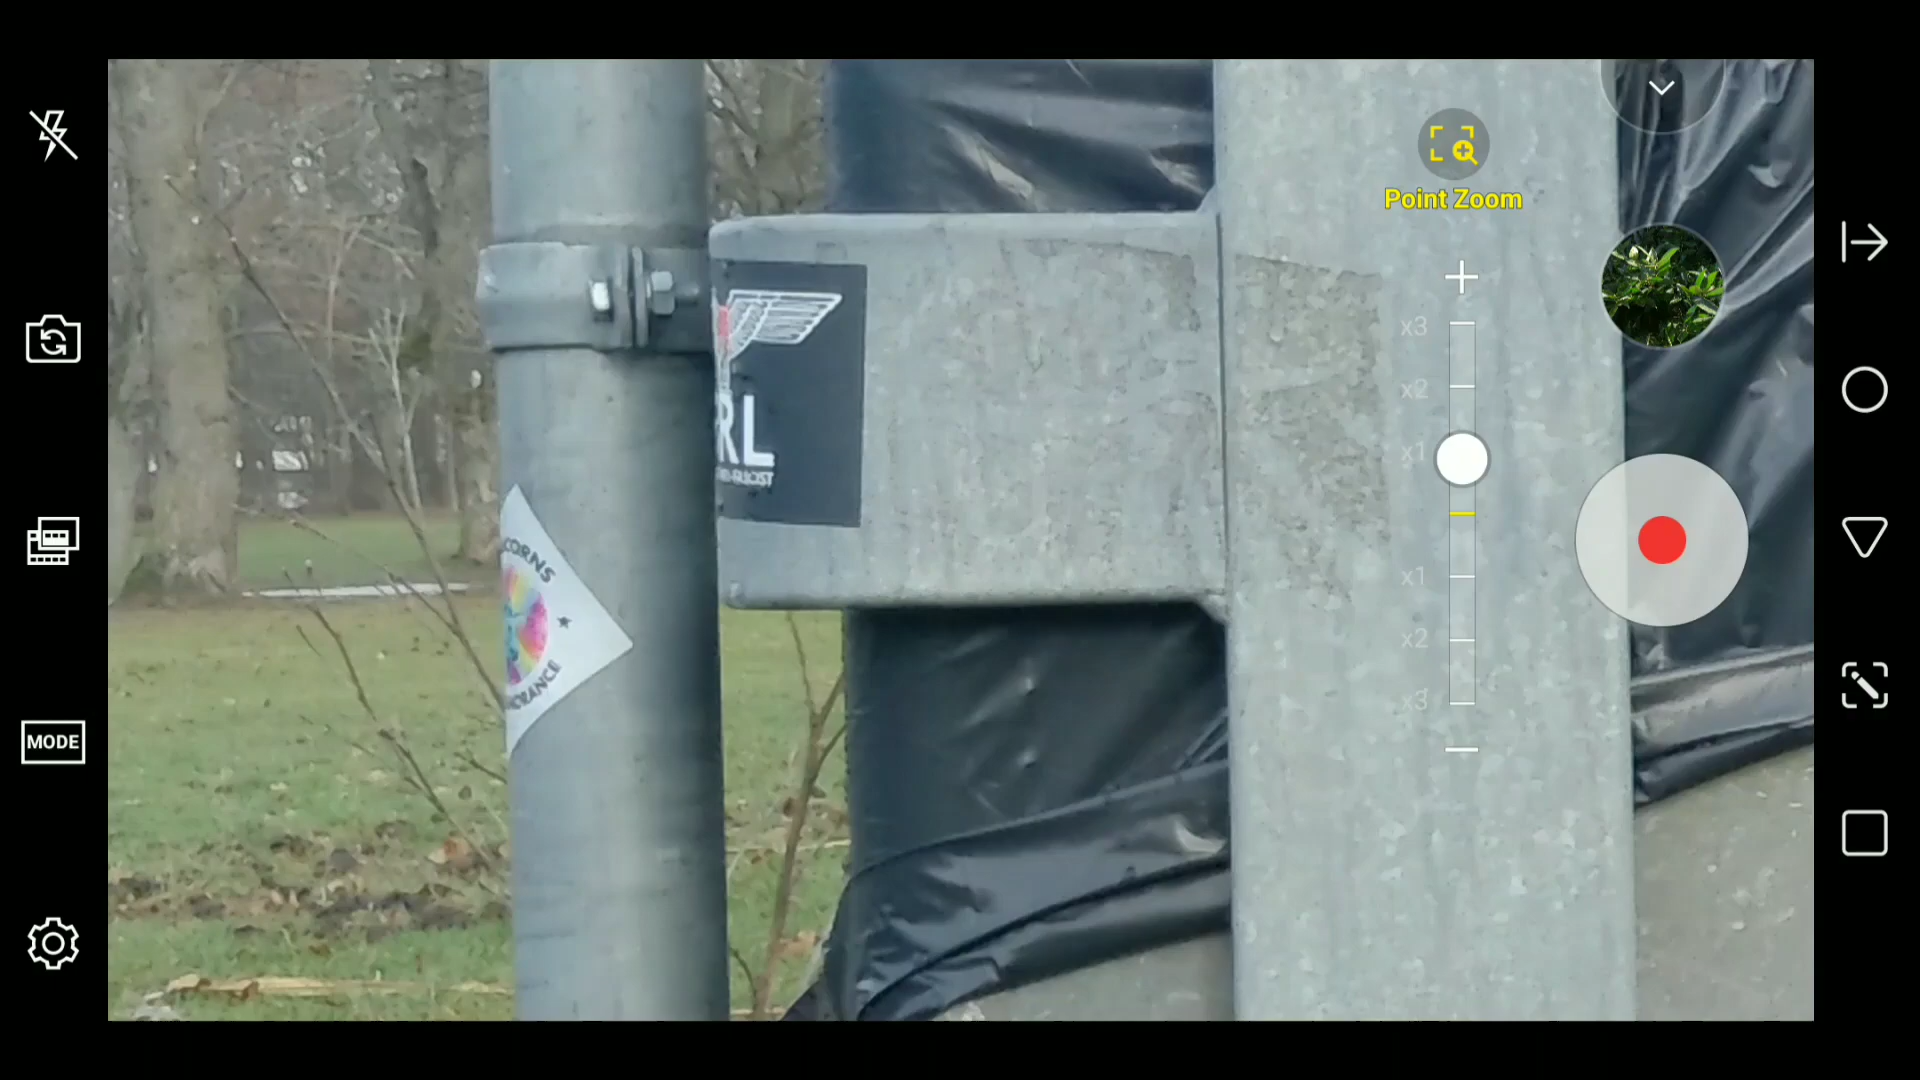 Point Zoom
x3
x2
x1
x1
x2
x3
MODE
RL
CORNS